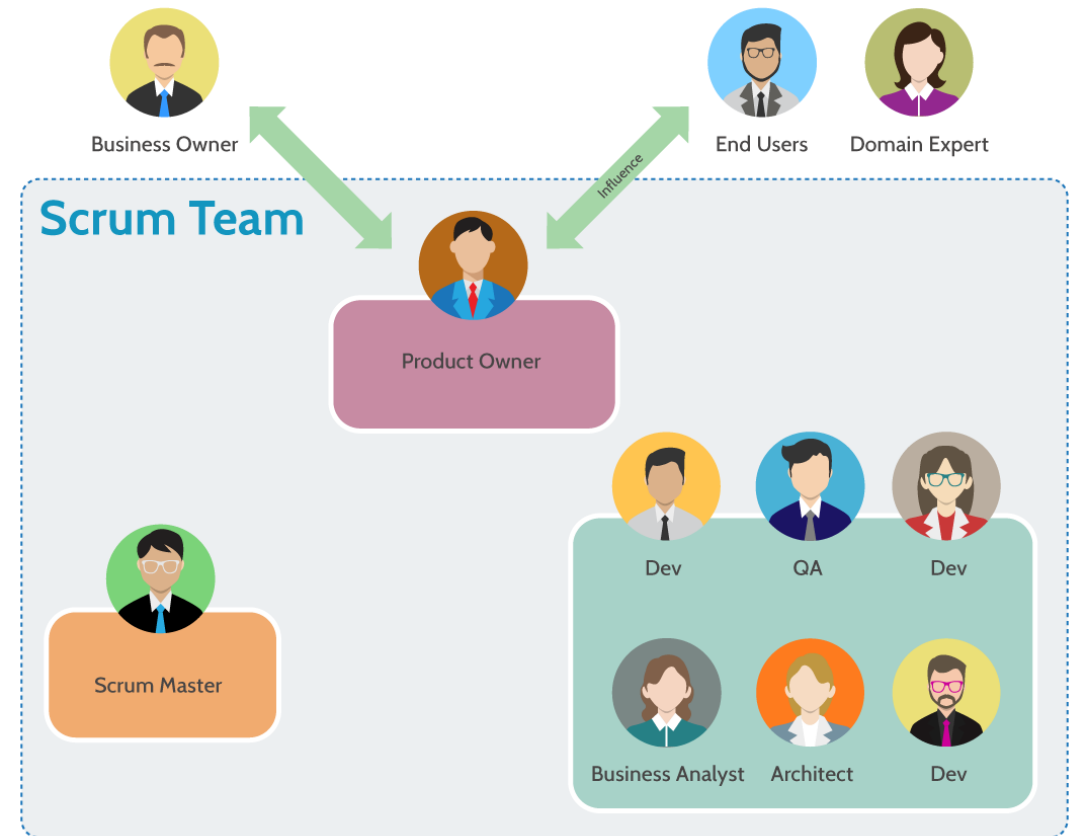 Business Owner
End Users
Domain Expert
Influence
Scrum Team
Product Owner
Dev
QA
Dev
Scrum Master
Business Analyst
Architect
Dev